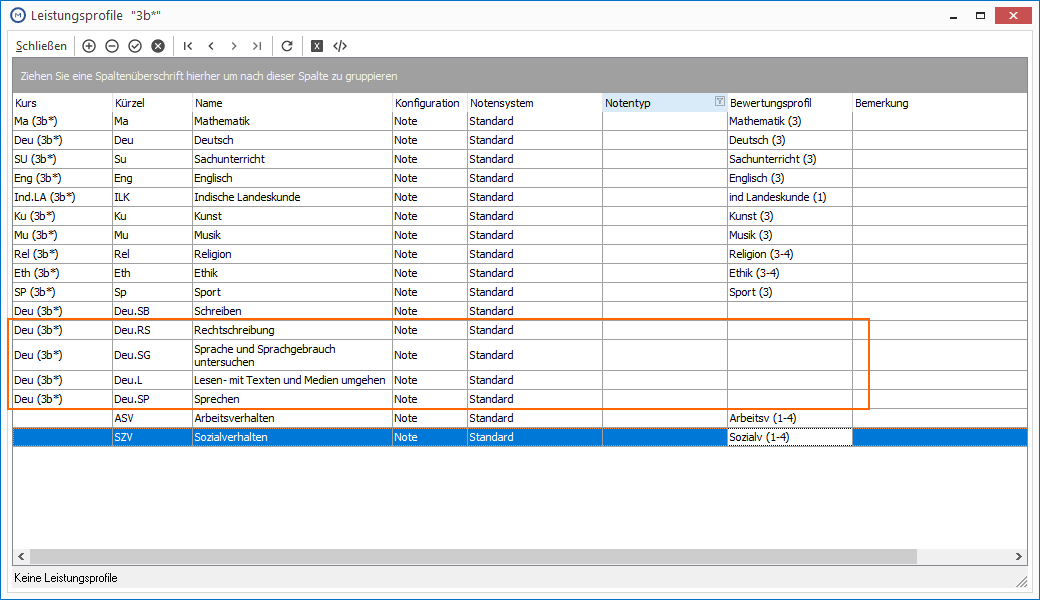 Leistungsprofile "3b*"
Schließen
Ziehen Sie eine Spaltenüberschrift hierher um nach dieser Spalte zu gruppieren
Kurs Kürzel Name Konfiguration Notensystem Notentyp Bewertungsprofil Bemerkung
Ma (3b*) Ma Mathematik Note Standard Mathematik (3)
Deu (3b*) Deu Deutsch Note Standard Deutsch (3)
SU (3b*) Su Sachunterricht Note Standard Sachunterricht (3)
Eng (3b*) Eng Englisch Note Standard Englisch (3)
Ind.LA (3b*) ILK Indische Landeskunde Note Standard ind Landeskunde (1)
Ku (3b*) Ku Kunst Note Standard Kunst (3)
Mu (3b*) Mu Musik Note Standard Musik (3)
Rel (3b*) Rel Religion Note Standard Religion (3-4)
Eth (3b*) Eth Ethik Note Standard Ethik (3-4)
SP (3b*) Sp Sport Note Standard Sport (3)
Deu (3b*) Deu.SB Schreiben Note Standard
Deu (3b*) Deu.RS Rechtschreibung Note Standard
Deu (3b*) Deu.SG Sprache und Sprachgebrauch Note Standard
untersuchen
Deu (3b*) Deu.L Lesen- mit Texten und Medien umgehen Note Standard
Deu (3b*) Deu.SP Sprechen Note Standard
ASV Arbeitsverhalten Note Standard Arbeitsv (1-4)
SZV Sozialverhalten Note Standard Sozialv (1-4)
Keine Leistungsprofile